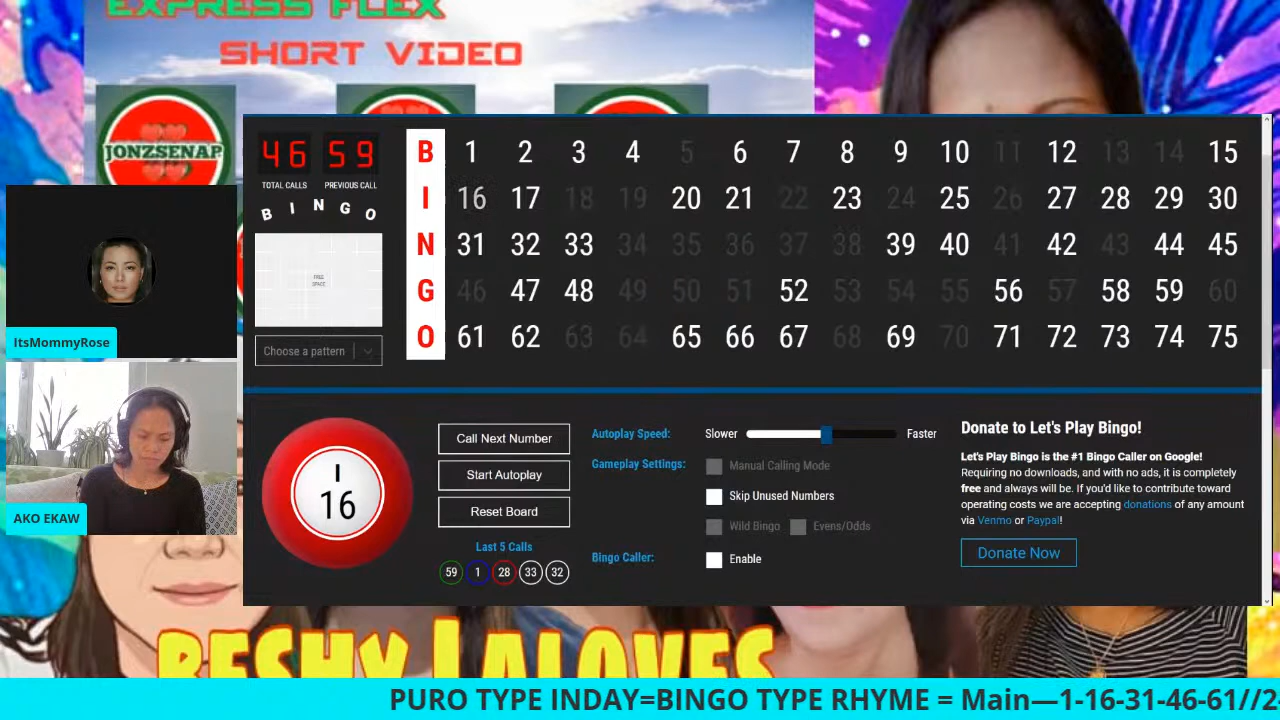 EXPRESS FLEX
SHORT VIDEO
JONZSENAP
46 59
TOTAL CALLS PREVIOUS CALL
B I N G O
FREE
SPACE
Choose a pattern
B 1 2 3 4 5 6 7 8 9 10 11 12 13 14 15
I 16 17 18 19 20 21 22 23 24 25 26 27 28 29 30
N 31 32 33 34 35 36 37 38 39 40 41 42 43 44 45
G 46 47 48 49 50 51 52 53 54 55 56 57 58 59 60
O 61 62 63 64 65 66 67 68 69 70 71 72 73 74 75
ItsMommyRose
AKO EKAW
I
16
Call Next Number
Start Autoplay
Reset Board
Last 5 Calls
59 1 28 33 32
Autoplay Speed: Slower Faster
Gameplay Settings: Manual Calling Mode
Skip Unused Numbers
Wild Bingo Evens/Odds
Bingo Caller: Enable
Donate to Let's Play Bingo!
Let's Play Bingo is the #1 Bingo Caller on Google!
Requiring no downloads, and with no ads, it is completely
free and always will be. If you'd like to contribute toward
operating costs we are accepting donations of any amount
via Venmo or Paypal!
Donate Now
BESHY LALOVES
PURO TYPE INDAY=BINGO TYPE RHYME = Main—1-16-31-46-61//2